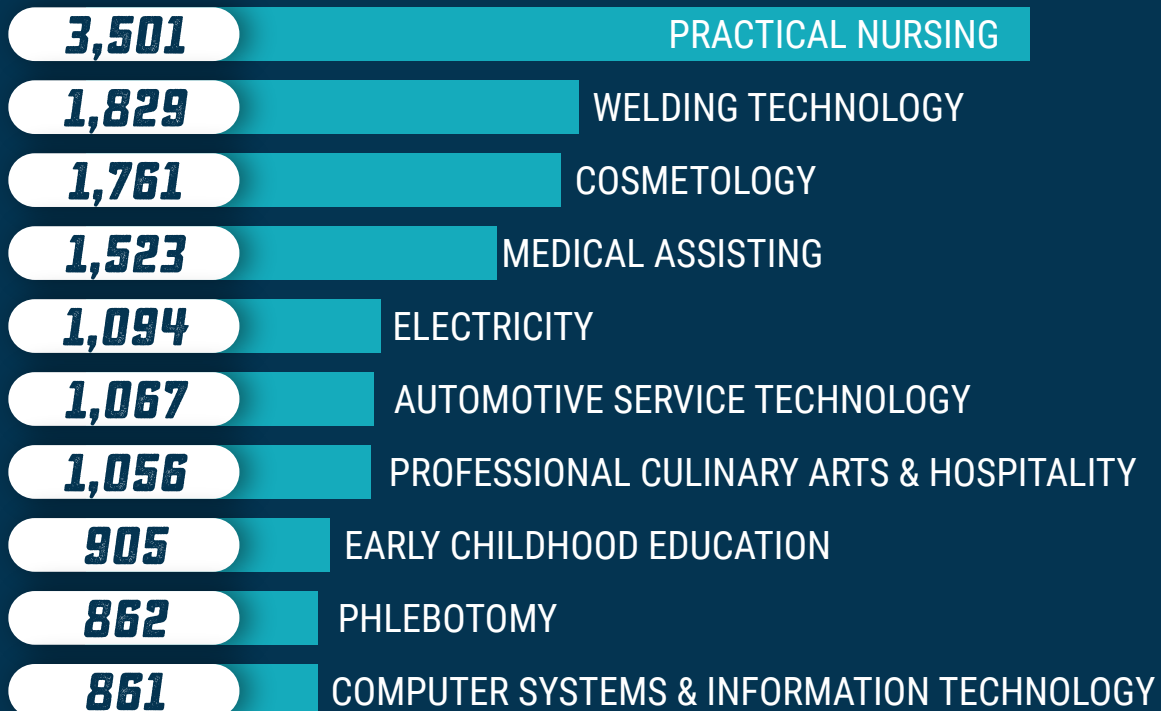 3,501 PRACTICAL NURSING
1,829 WELDING TECHNOLOGY
1,761 COSMETOLOGY
1,523 MEDICAL ASSISTING
1,094 ELECTRICITY
1,067 AUTOMOTIVE SERVICE TECHNOLOGY
1,056 PROFESSIONAL CULINARY ARTS & HOSPITALITY
905 EARLY CHILDHOOD EDUCATION
862 PHLEBOTOMY
861 COMPUTER SYSTEMS & INFORMATION TECHNOLOGY